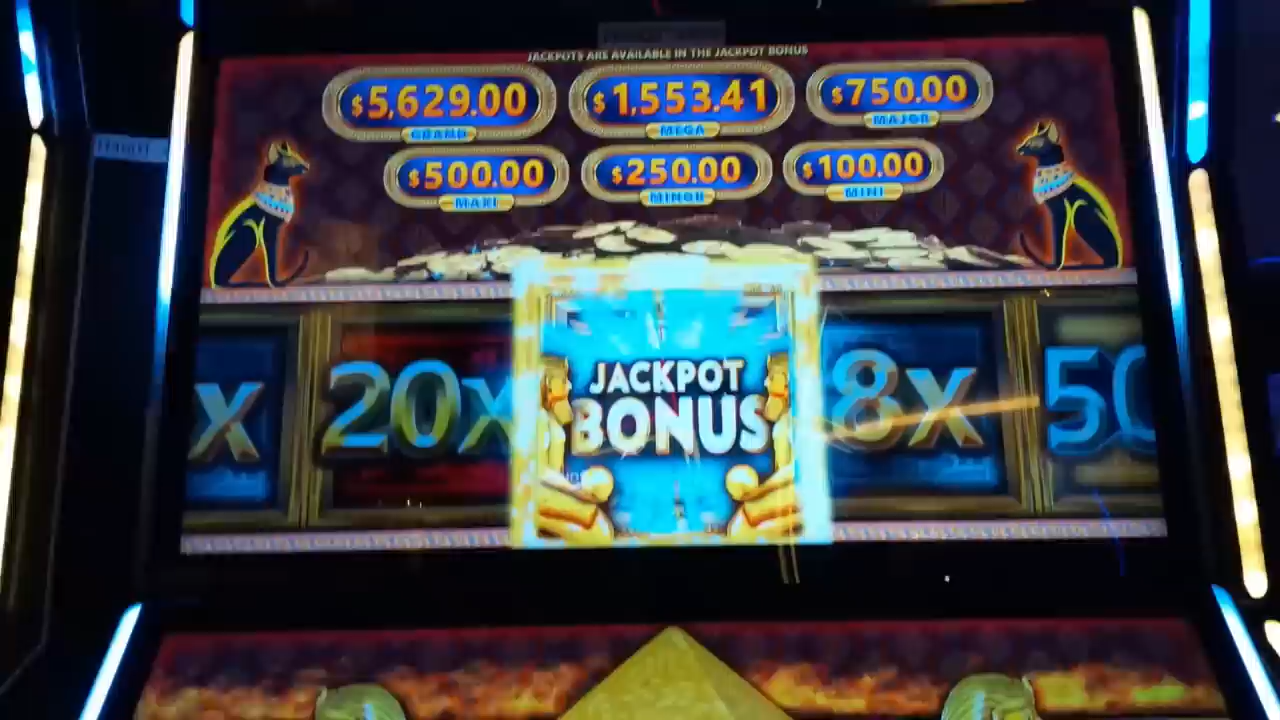 JACKPOTS ARE AVAILABLE IN THE JACKPOT BONUS
$5,629.00 $1,553.41 $750.00
GRAND MEGA MAJOR
$500.00 $250.00 $100.00
MAXI MINOR MINI
x 20x JACKPOT 8x 50
BONUS